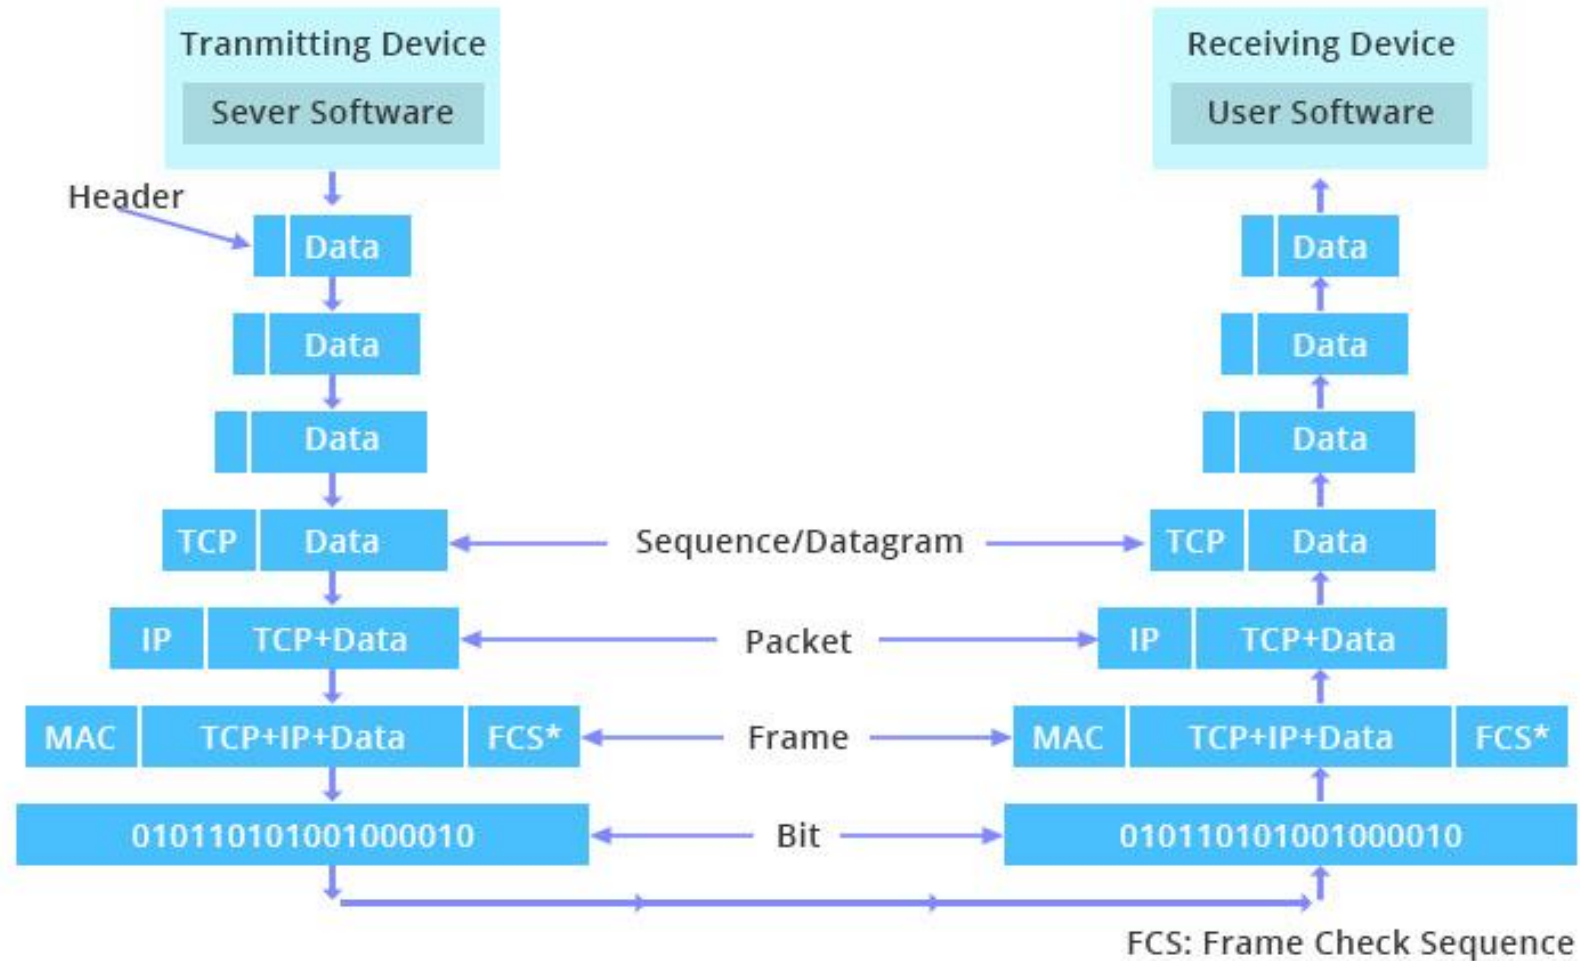 Tranmitting Device
Sever Software
Receiving Device
User Software
Header
Data
Data
Data
Data
Data
Data
TCP Data
Sequence/Datagram
TCP Data
IP TCP+Data
Packet
IP TCP+Data
MAC TCP+IP+Data FCS*
Frame
MAC TCP+IP+Data FCS*
010110101001000010
Bit
010110101001000010
FCS: Frame Check Sequence